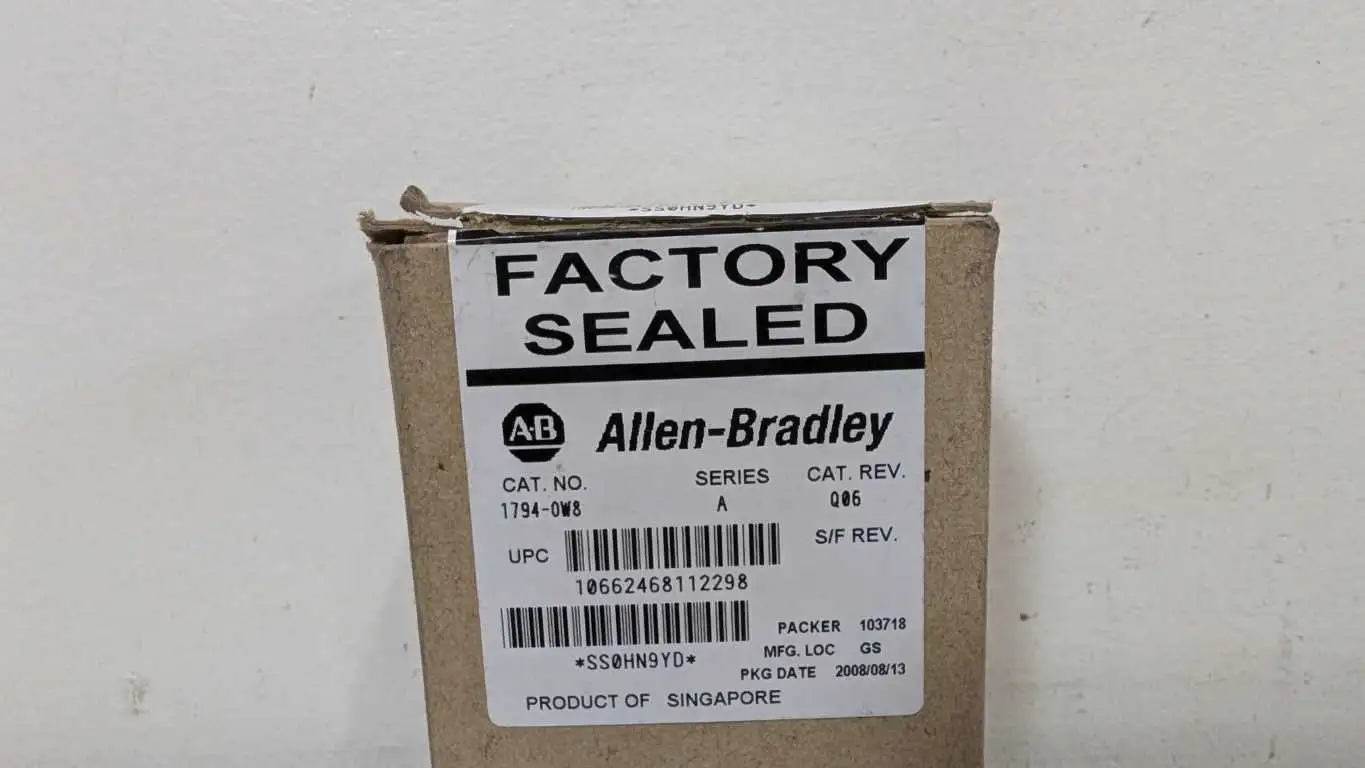 *SS0HN9YD*
FACTORY
SEALED
A-B Allen-Bradley
CAT. NO. SERIES CAT. REV.
1794-OW8 A Q06
S/F REV.
UPC
10662468112298
*SS0HN9YD*
PACKER 103718
MFG. LOC GS
PKG DATE 2008/08/13
PRODUCT OF SINGAPORE